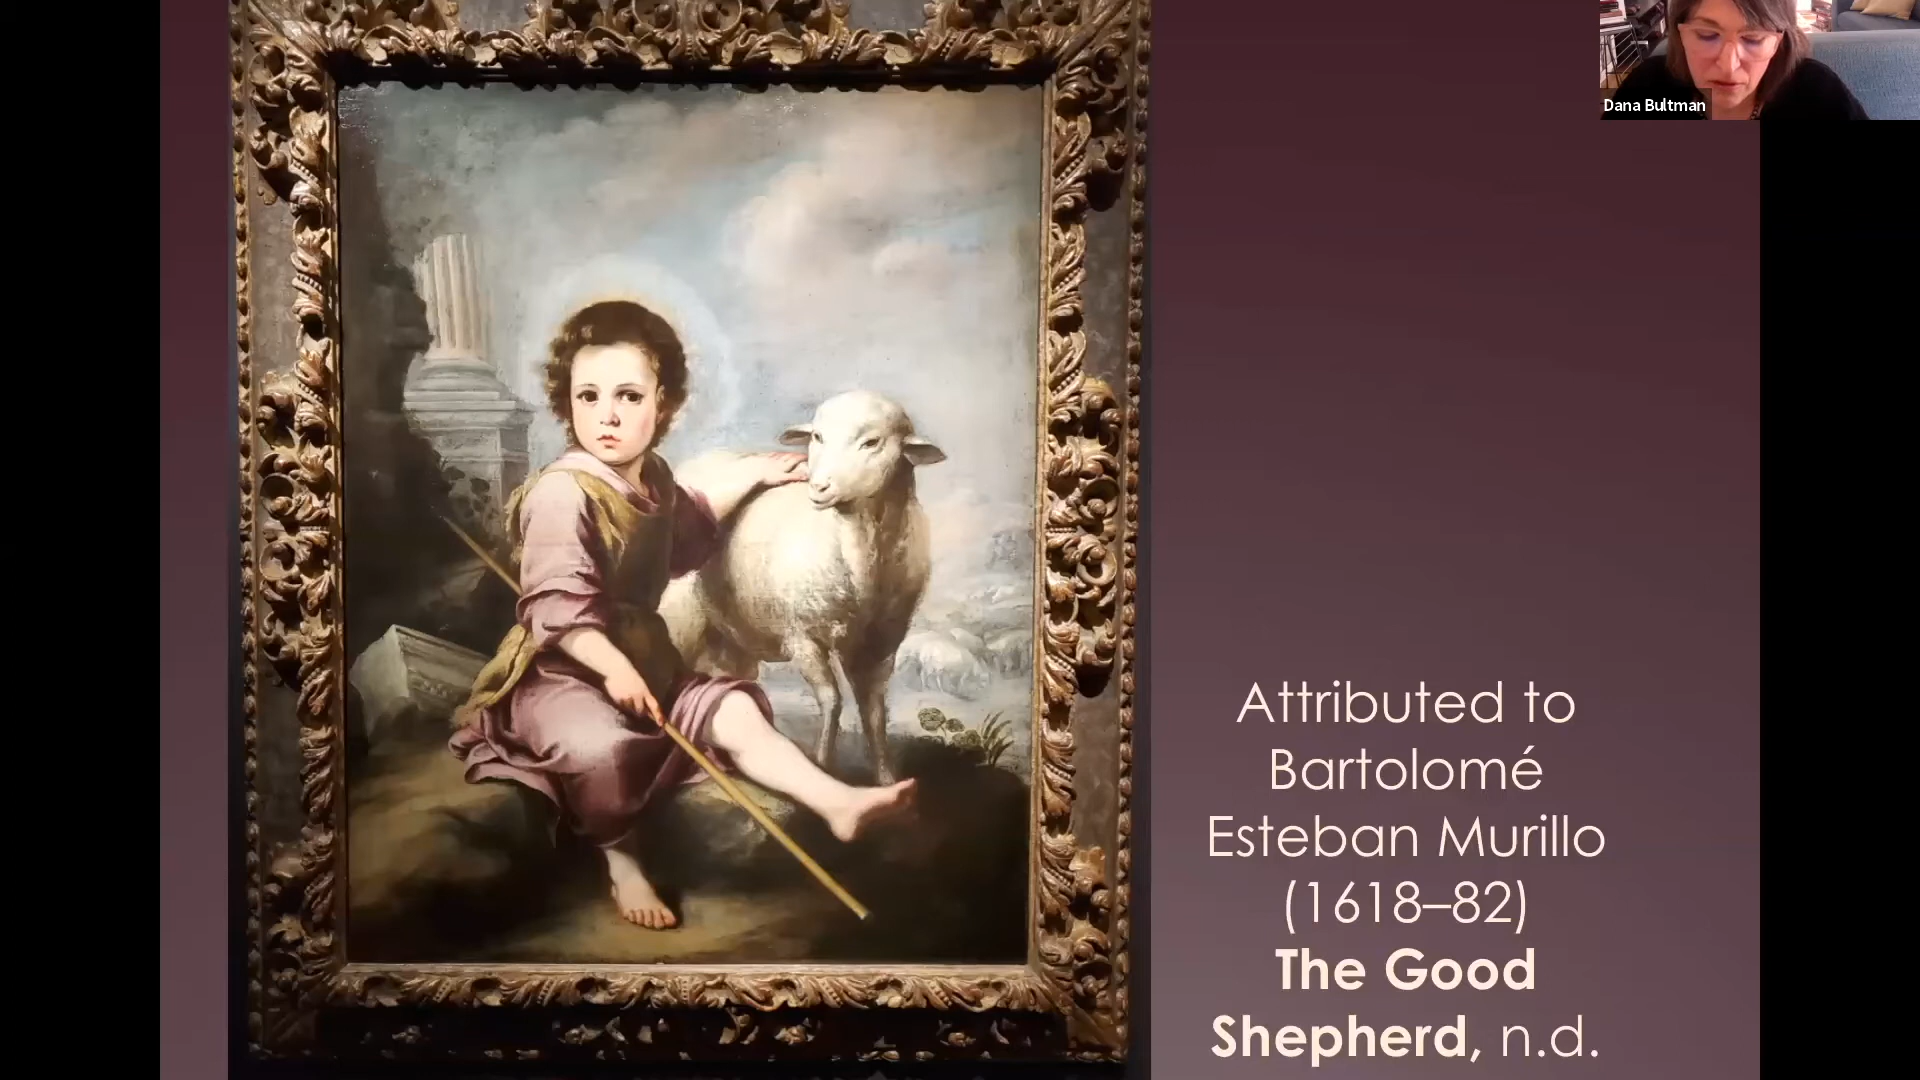 Dana Bultman
Attributed to
Bartolomé
Esteban Murillo
(1618–82)
The Good
Shepherd, n.d.